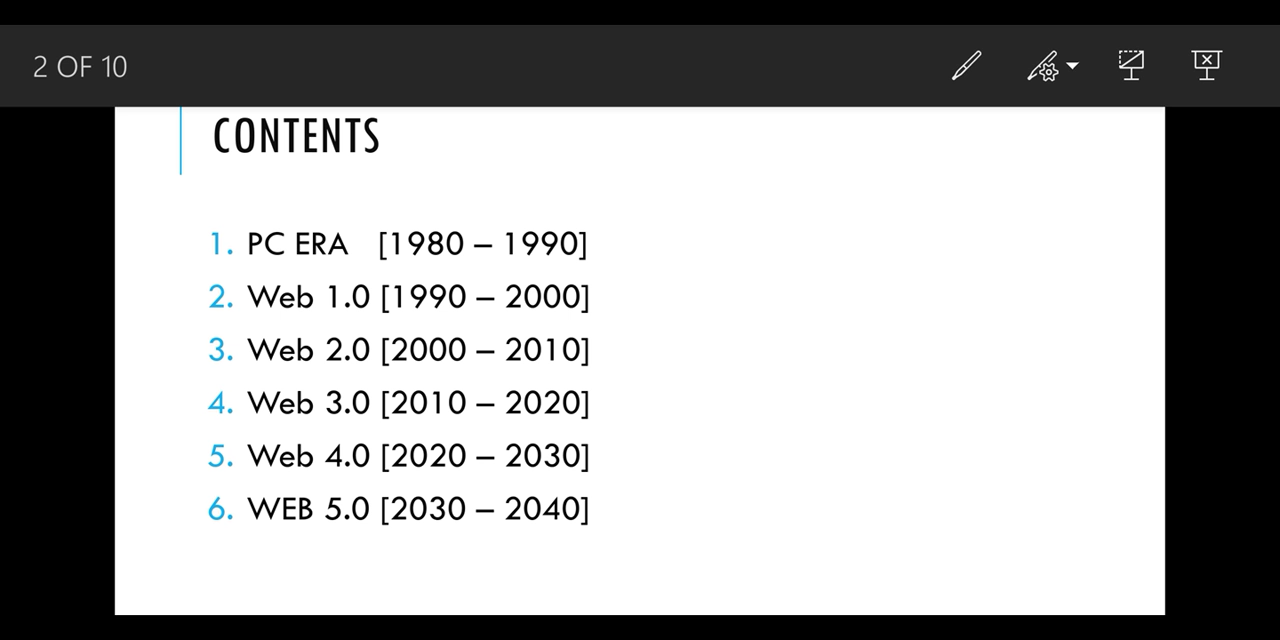 2 OF 10
CONTENTS
1. PC ERA [1980 – 1990]
2. Web 1.0 [1990 – 2000]
3. Web 2.0 [2000 – 2010]
4. Web 3.0 [2010 – 2020]
5. Web 4.0 [2020 – 2030]
6. WEB 5.0 [2030 – 2040]